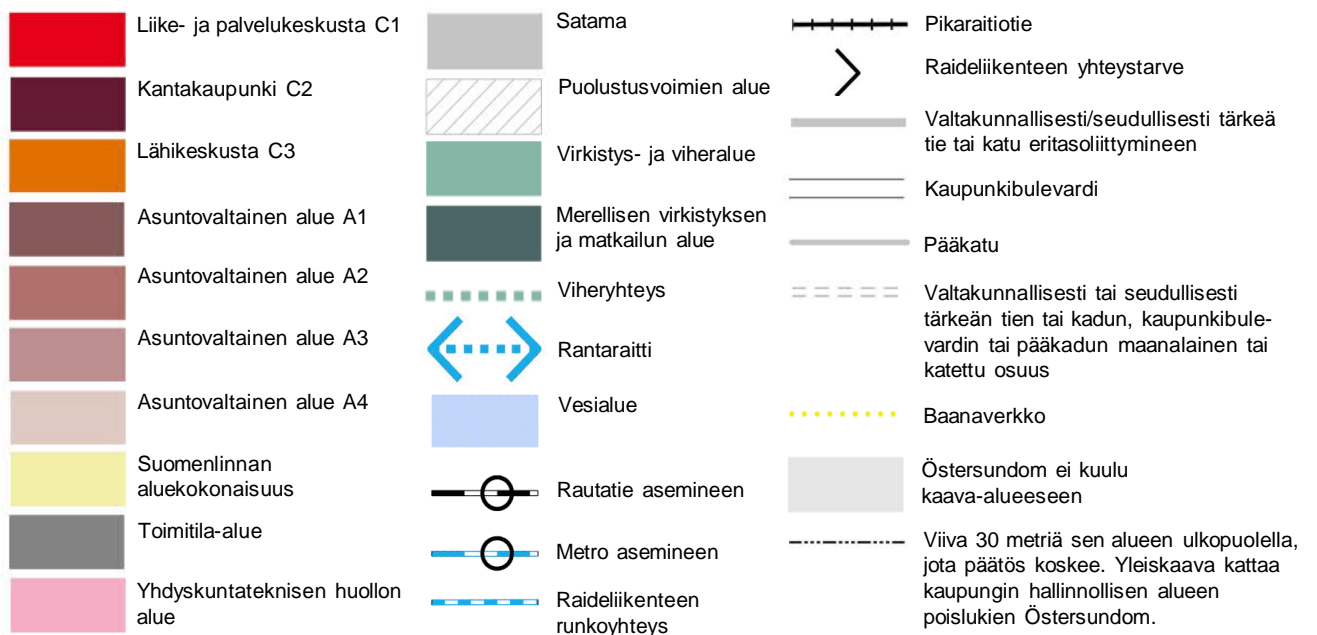 Liike- ja palvelukeskusta C1
Kantakaupunki C2
Lähikeskusta C3
Asuntovaltainen alue A1
Asuntovaltainen alue A2
Asuntovaltainen alue A3
Asuntovaltainen alue A4
Suomenlinnan
aluekokonaisuus
Toimitila-alue
Yhdyskuntateknisen huollon
alue
Satama
Puolustusvoimien alue
Virkistys- ja viheralue
Merellisen virkistyksen
ja matkailun alue
Viheryhteys
Rantaraitti
Vesialue
Rautatie asemineen
Metro asemineen
Raideliikenteen
runkoyhteys
Pikaraitiotie
Raideliikenteen yhteystarve
Valtakunnallisesti/seudullisesti tärkeä
tie tai katu eritasoliittymineen
Kaupunkibulevardi
Pääkatu
Valtakunnallisesti tai seudullisesti
tärkeän tien tai kadun, kaupunkibule-
vardin tai pääkadun maanalainen tai
katettu osuus
Baanaverkko
Östersundom ei kuulu
kaava-alueeseen
Viiva 30 metriä sen alueen ulkopuolella,
jota päätös koskee. Yleiskaava kattaa
kaupungin hallinnollisen alueen
poislukien Östersundom.